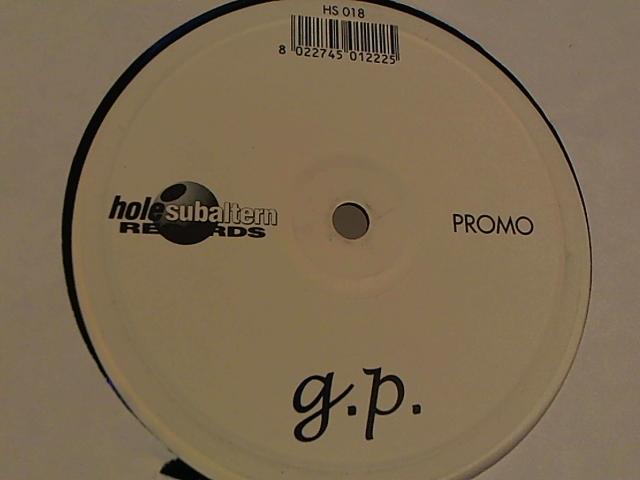 HS 018
8 022745 012225
hole subaltern
RECORDS
PROMO
g.p.